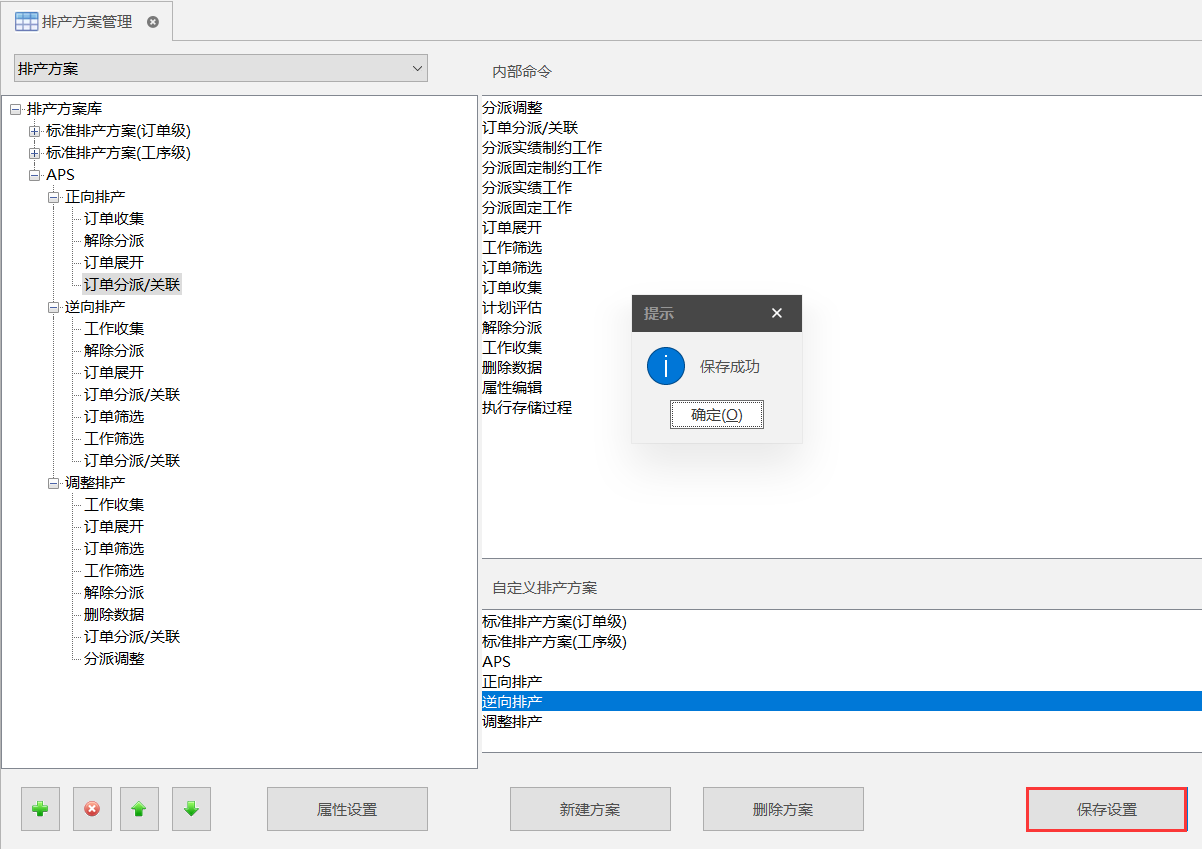 排产方案管理
排产方案
内部命令
排产方案库
标准排产方案(订单级)
标准排产方案(工序级)
APS
正向排产
订单收集
解除分派
订单展开
订单分派/关联
逆向排产
工作收集
解除分派
订单展开
订单分派/关联
订单筛选
工作筛选
订单分派/关联
调整排产
工作收集
订单展开
订单筛选
工作筛选
解除分派
删除数据
订单分派/关联
分派调整
分派调整
订单分派/关联
分派实绩制约工作
分派固定制约工作
分派实绩工作
分派固定工作
订单展开
工作筛选
订单筛选
订单收集
计划评估
解除分派
工作收集
删除数据
属性编辑
执行存储过程
提示
保存成功
确定(O)
自定义排产方案
标准排产方案(订单级)
标准排产方案(工序级)
APS
正向排产
逆向排产
调整排产
属性设置
新建方案
删除方案
保存设置